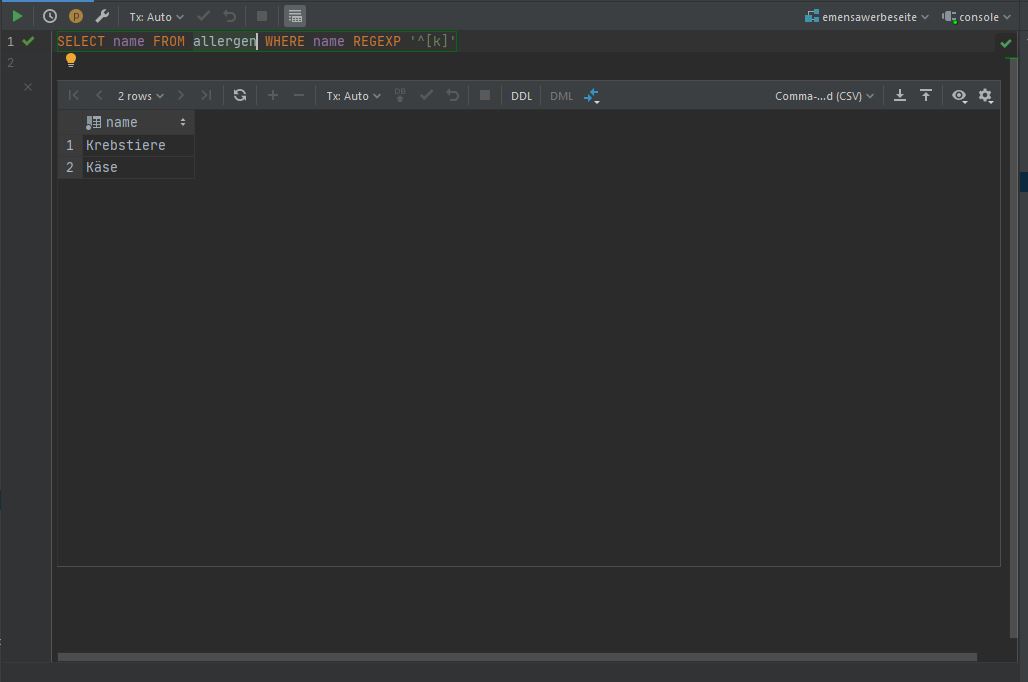 Tx: Auto emensawerbeseite console
1 SELECT name FROM allergen WHERE name REGEXP '^[k]'
2
2 rows Tx: Auto DB DDL DML Comma-...d (CSV)
name
1 Krebstiere
2 Käse